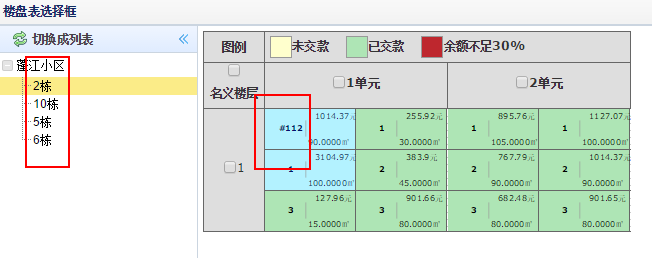 楼盘表选择框
切换成列表
蓬江小区
2栋
10栋
5栋
6栋
图例 未交款 已交款 余额不足30%
名义楼层 1单元 2单元
1
#112 1014.37元 90.0000㎡
1 255.92元 30.0000㎡
1 895.76元 105.0000㎡
1 1127.07元 100.0000㎡
1 3104.97元 100.0000㎡
2 383.9元 45.0000㎡
2 767.79元 90.0000㎡
2 1014.37元 90.0000㎡
3 127.96元 15.0000㎡
3 901.66元 80.0000㎡
3 682.48元 80.0000㎡
3 901.65元 80.0000㎡